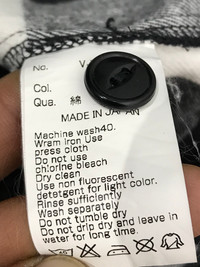 No. V-
Col.
Qua. 綿
MADE IN JAPAN
Machine wash40.
Wram Iron Use
press cloth
Do not use
chlorine bleach
Dry clean
Use non fluorescent
detetgent for light color.
Rinse sufficiently
Wash separately
Do not tumble dry
Do not drip dry and leave in
water for long time.